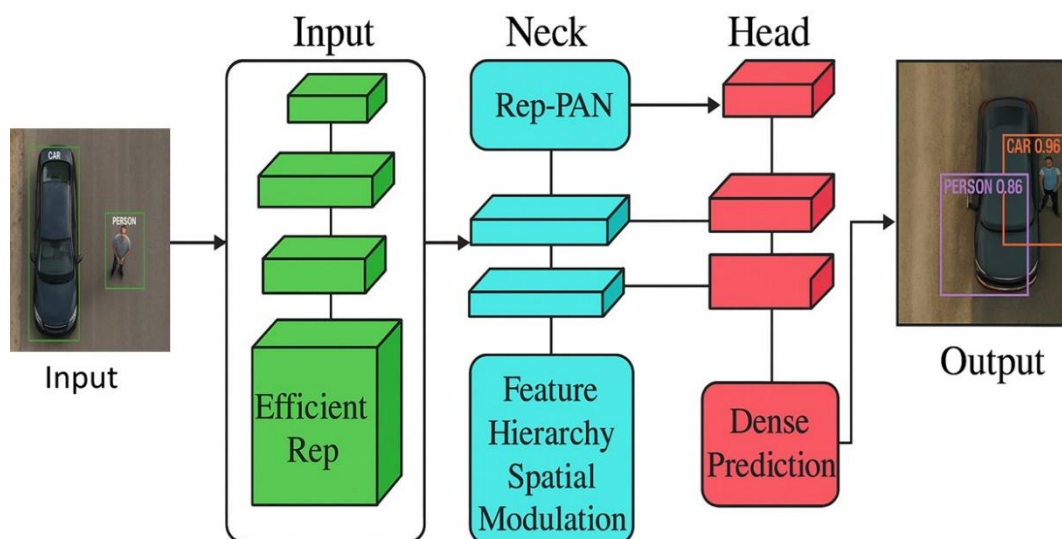 Input
Neck
Head
CAR
PERSON
Input
Efficient
Rep
Rep-PAN
Feature
Hierarchy
Spatial
Modulation
Dense
Prediction
CAR 0.96
PERSON 0.86
Output